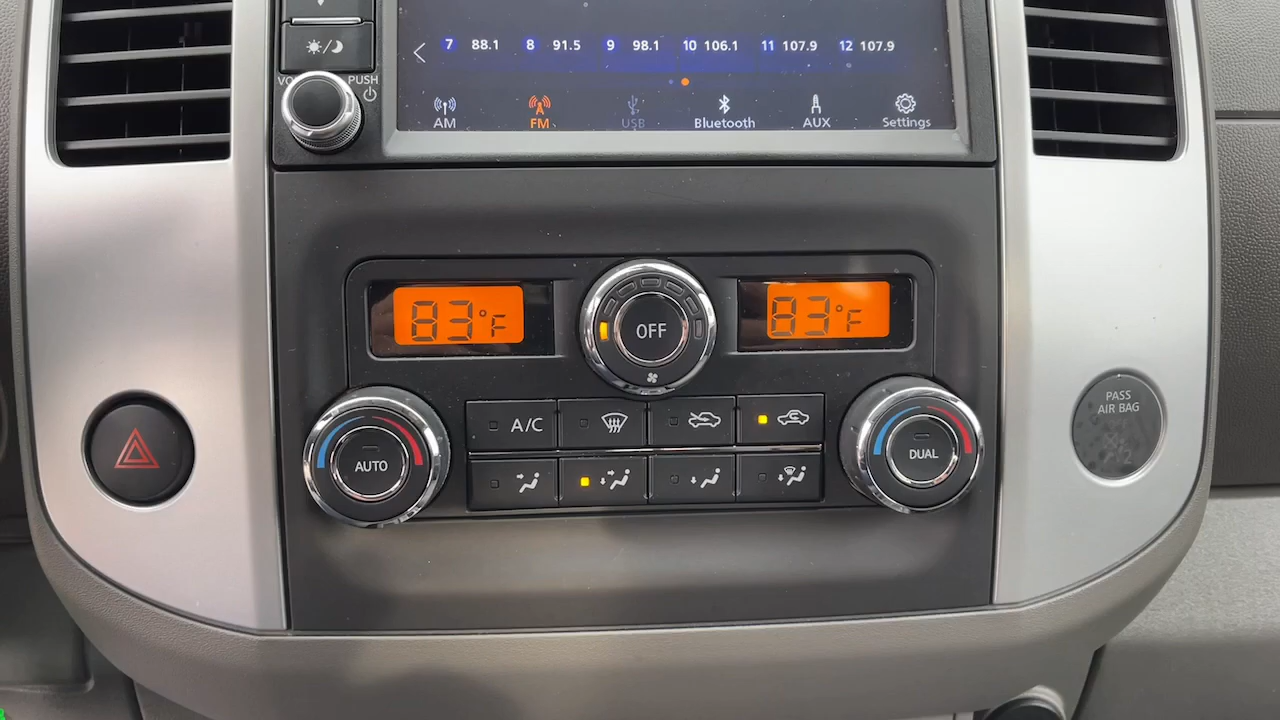 7 88.1 8 91.5 9 98.1 10 106.1 11 107.9 12 107.9
VO
PUSH
AM FM USB Bluetooth AUX Settings
83°F
OFF
83°F
PASS
AIR BAG
A/C
AUTO
DUAL